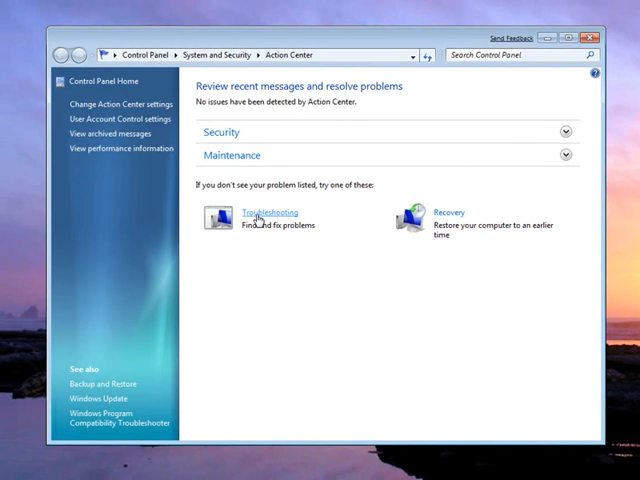 Send Feedback
Control Panel System and Security Action Center
Search Control Panel
Control Panel Home
Change Action Center settings
User Account Control settings
View archived messages
View performance information
See also
Backup and Restore
Windows Update
Windows Program
Compatibility Troubleshooter
Review recent messages and resolve problems
No issues have been detected by Action Center.
Security
Maintenance
If you don't see your problem listed, try one of these:
Troubleshooting
Find and fix problems
Recovery
Restore your computer to an earlier
time